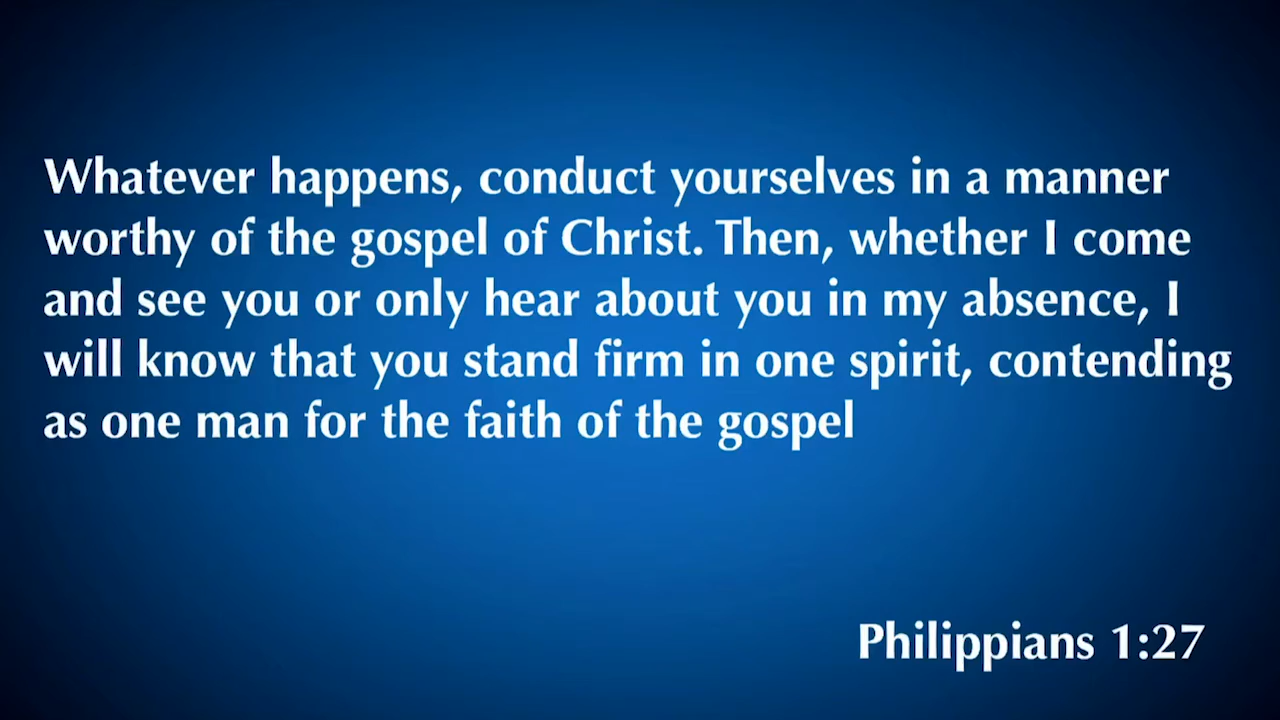 Whatever happens, conduct yourselves in a manner
worthy of the gospel of Christ. Then, whether I come
and see you or only hear about you in my absence, I
will know that you stand firm in one spirit, contending
as one man for the faith of the gospel
Philippians 1:27